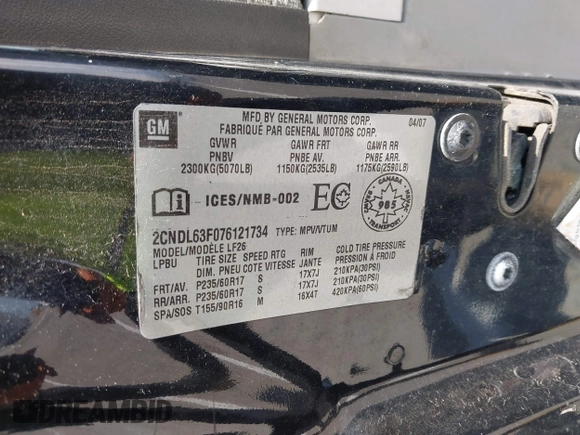 GM
MFD. BY GENERAL MOTORS CORP. 04/07
FABRIQUÉ PAR GENERAL MOTORS CORP.
GVWR GAWR FRT GAWR RR
PNBV PNBE AV. PNBE ARR.
2300KG(5070LB) 1150KG(2535LB) 1175KG(2590LB)
i - ICES/NMB-002 EC CANADA 985 TRANSPORT
2CNDL63F076121734 TYPE: MPV/VTUM
MODEL/MODÈLE LF26
LPBU TIRE SIZE SPEED RTG RIM COLD TIRE PRESSURE
DIM. PNEU COTE VITESSE JANTE PRESSION À FROID
FRT/AV. P235/60R17 S 17X7J 210KPA(30PSI)
RR/ARR. P235/60R17 S 17X7J 210KPA(30PSI)
SPA/SOS T155/90R16 M 16X4T 420KPA(60PSI)
DREAMBID